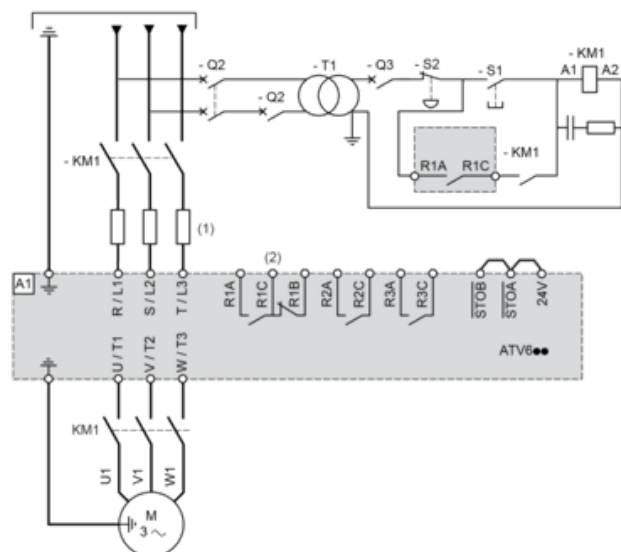 - Q2 - T1 - Q3 - S2 - S1 - KM1
A1 A2
- Q2
- KM1
R1A R1C - KM1
(1)
(2)
A1
R / L1 S / L2 T / L3 R1A R1C R1B R2A R2C R3A R3C STOB STOA 24V
U / T1 V / T2 W / T3
ATV6●●
KM1
U1 V1 W1
M
3 ~